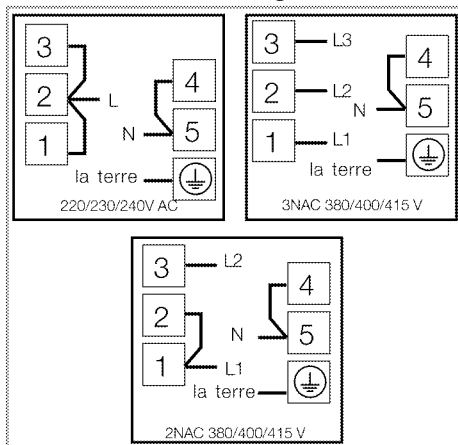 3
2 L
1
4
N 5
la terre
220/230/240V AC
3 L3
2 L2
1 L1
4
N 5
la terre
3NAC 380/400/415 V
3 L2
2
1 L1
4
N 5
la terre
2NAC 380/400/415 V